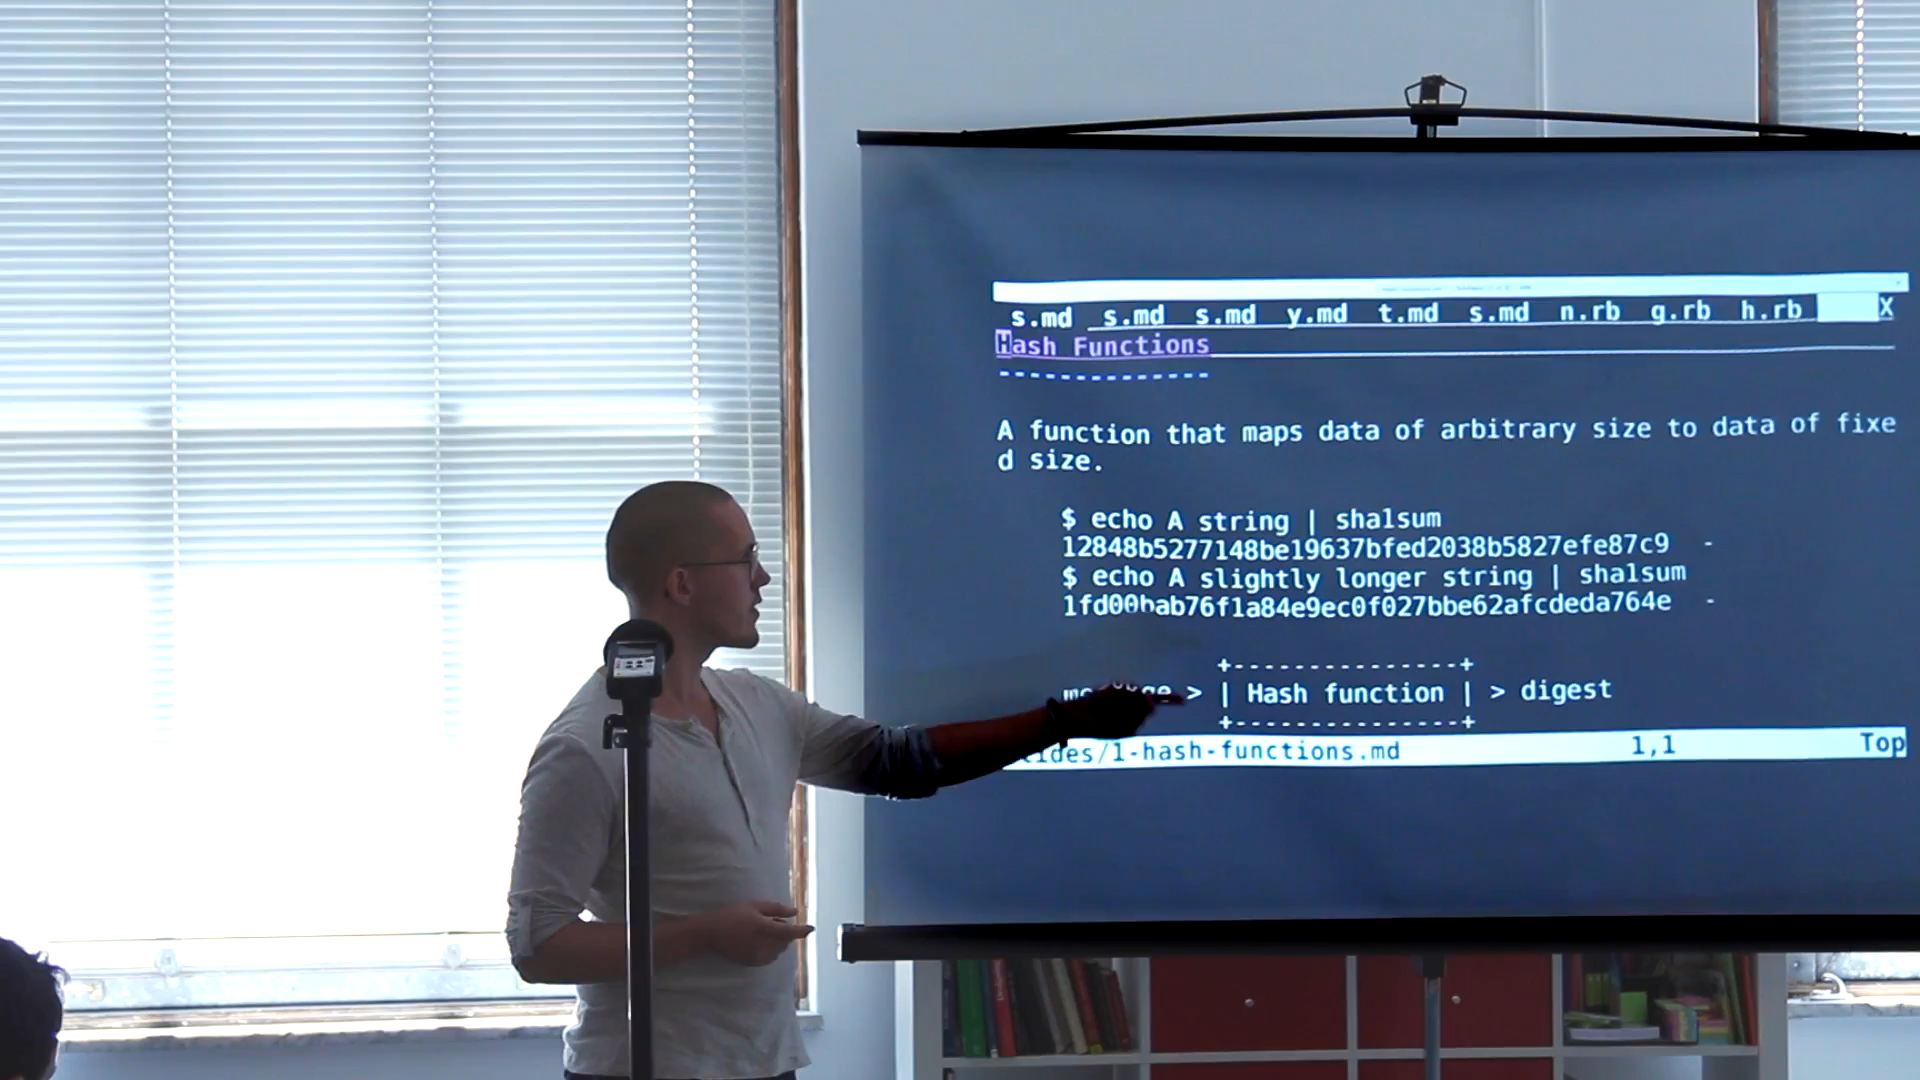 s.md s.md s.md y.md t.md s.md n.rb g.rb h.rb X
Hash Functions
--------------
A function that maps data of arbitrary size to data of fixe
d size.
$ echo A string | sha1sum
12848b5277148be19637bfed2038b5827efe87c9 -
$ echo A slightly longer string | sha1sum
1fd00bab76f1a84e9ec0f027bbe62afcdeda764e -
+---------------+
> | Hash function | > digest
+---------------+
/1-hash-functions.md 1,1 Top